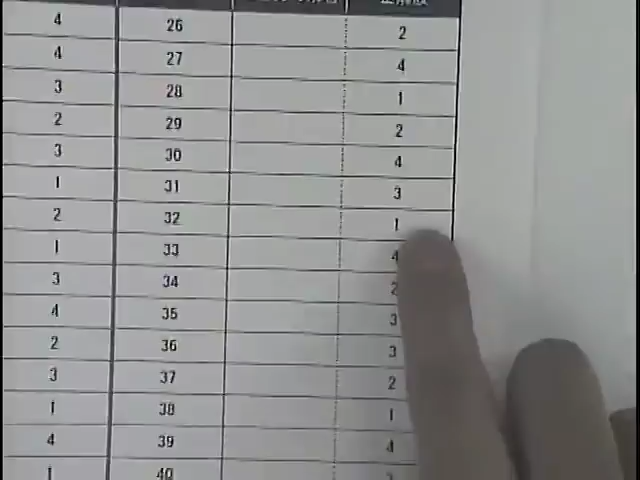 4 26 2
4 27 4
3 28 1
2 29 2
3 30 4
1 31 3
2 32 1
1 33 4
3 34 2
4 35 3
2 36 3
3 37 2
1 38 1
4 39 4
1 40